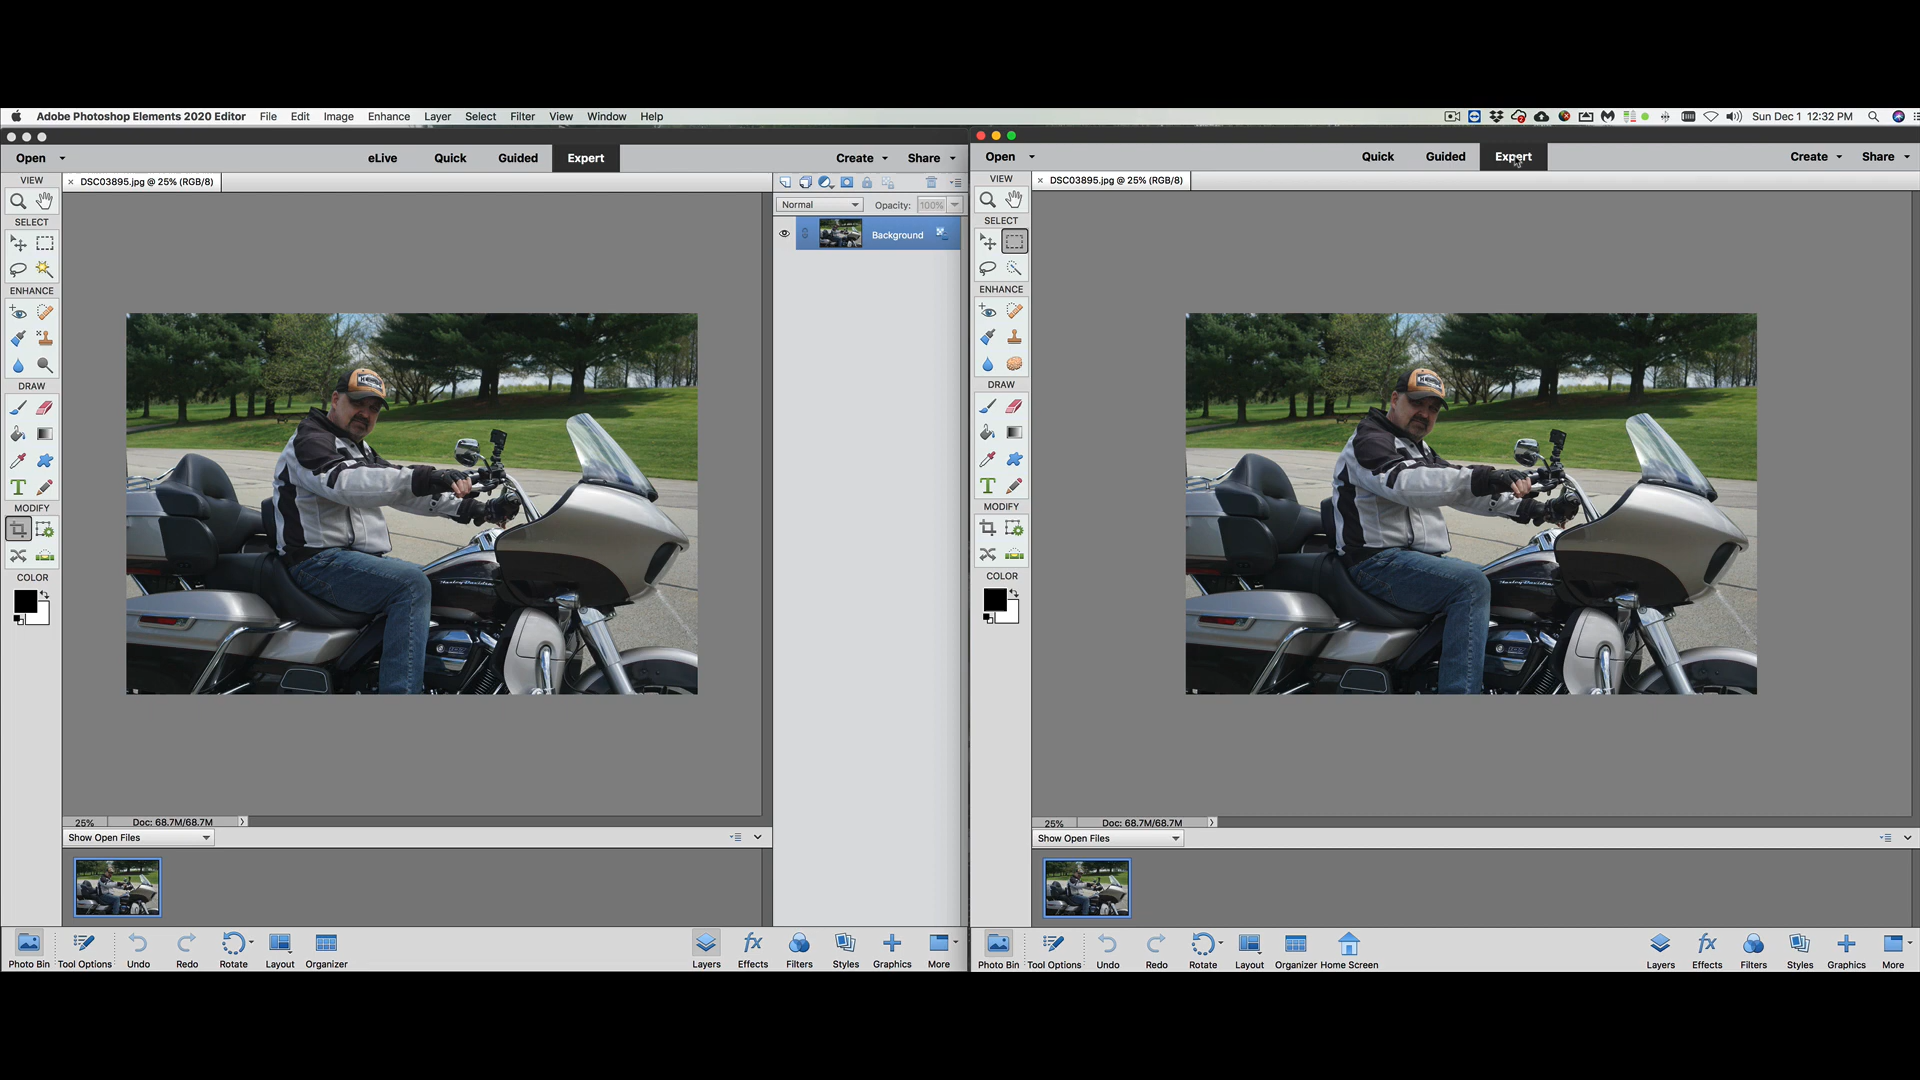 Adobe Photoshop Elements 2020 Editor File Edit Image Enhance Layer Select Filter View Window Help Sun Dec 1 12:32 PM
Open eLive Quick Guided Expert Create Share
× DSC03895.jpg @ 25% (RGB/8)
VIEW
SELECT
ENHANCE
DRAW
MODIFY
COLOR
Normal Opacity: 100%
Background
Harley-Davidson
25% Doc: 68.7M/68.7M
Show Open Files
Photo Bin Tool Options Undo Redo Rotate Layout Organizer Layers Effects Filters Styles Graphics More
Open Quick Guided Expert Create Share
× DSC03895.jpg @ 25% (RGB/8)
VIEW
SELECT
ENHANCE
DRAW
MODIFY
COLOR
Harley-Davidson
25% Doc: 68.7M/68.7M
Show Open Files
Photo Bin Tool Options Undo Redo Rotate Layout Organizer Home Screen Layers Effects Filters Styles Graphics More